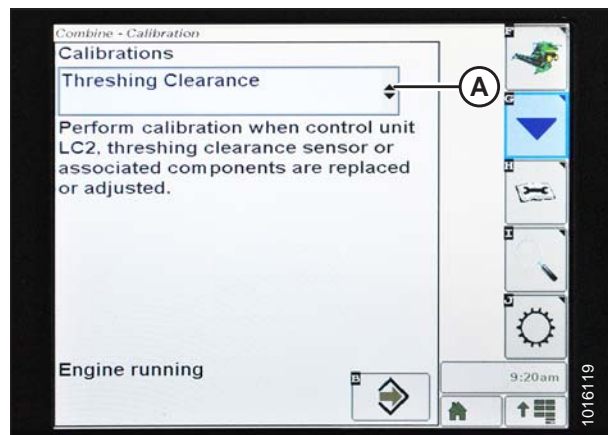 Combine - Calibration
Calibrations
Threshing Clearance
A
Perform calibration when control unit
LC2, threshing clearance sensor or
associated components are replaced
or adjusted.
Engine running
B
F
G
H
I
J
9:20am
1016119